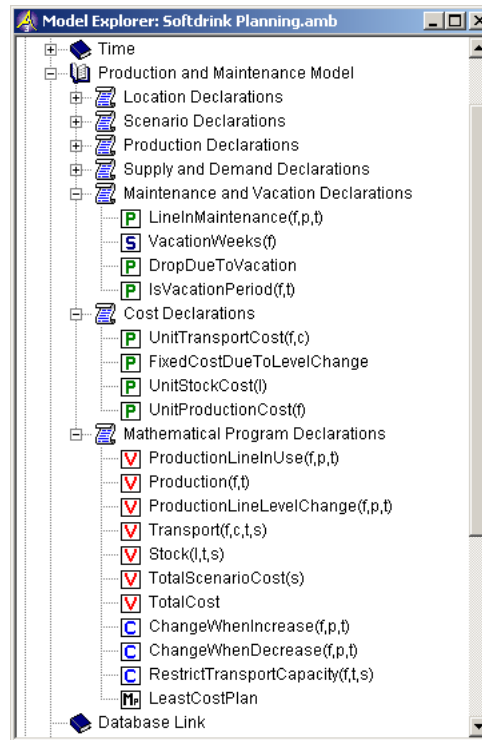 Model Explorer: Softdrink Planning.amb
Time
Production and Maintenance Model
Location Declarations
Scenario Declarations
Production Declarations
Supply and Demand Declarations
Maintenance and Vacation Declarations
P LineInMaintenance(f,p,t)
S VacationWeeks(f)
P DropDueToVacation
P IsVacationPeriod(f,t)
Cost Declarations
P UnitTransportCost(f,c)
P FixedCostDueToLevelChange
P UnitStockCost(l)
P UnitProductionCost(f)
Mathematical Program Declarations
V ProductionLineInUse(f,p,t)
V Production(f,t)
V ProductionLineLevelChange(f,p,t)
V Transport(f,c,t,s)
V Stock(l,t,s)
V TotalScenarioCost(s)
V TotalCost
C ChangeWhenIncrease(f,p,t)
C ChangeWhenDecrease(f,p,t)
C RestrictTransportCapacity(f,t,s)
MP LeastCostPlan
Database Link